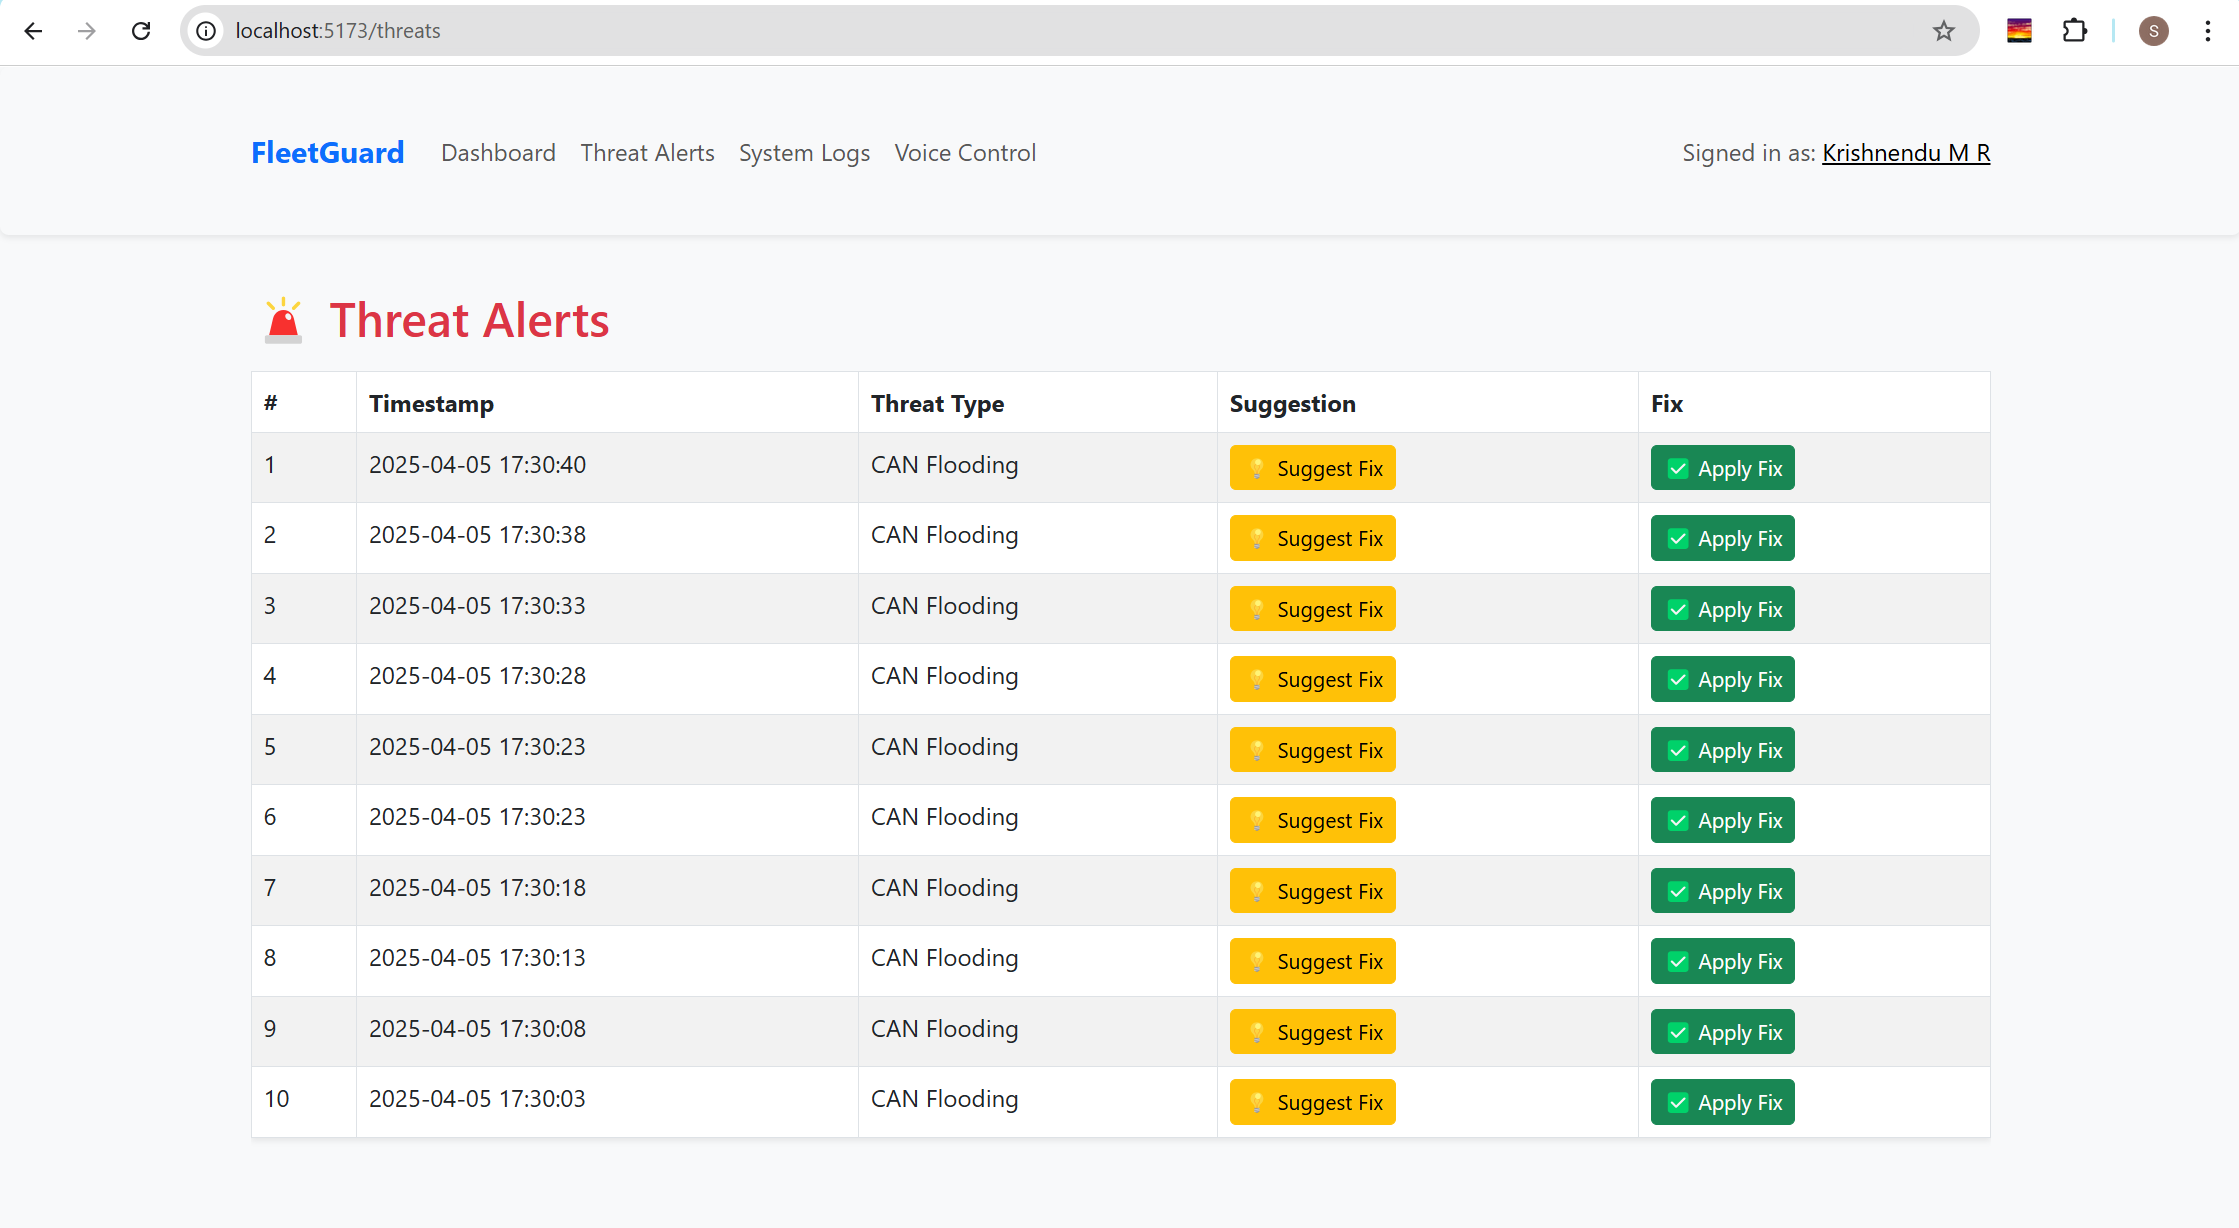 localhost:5173/threats
S
FleetGuard Dashboard Threat Alerts System Logs Voice Control Signed in as: Krishnendu M R
Threat Alerts
# Timestamp Threat Type Suggestion Fix
1 2025-04-05 17:30:40 CAN Flooding Suggest Fix Apply Fix
2 2025-04-05 17:30:38 CAN Flooding Suggest Fix Apply Fix
3 2025-04-05 17:30:33 CAN Flooding Suggest Fix Apply Fix
4 2025-04-05 17:30:28 CAN Flooding Suggest Fix Apply Fix
5 2025-04-05 17:30:23 CAN Flooding Suggest Fix Apply Fix
6 2025-04-05 17:30:23 CAN Flooding Suggest Fix Apply Fix
7 2025-04-05 17:30:18 CAN Flooding Suggest Fix Apply Fix
8 2025-04-05 17:30:13 CAN Flooding Suggest Fix Apply Fix
9 2025-04-05 17:30:08 CAN Flooding Suggest Fix Apply Fix
10 2025-04-05 17:30:03 CAN Flooding Suggest Fix Apply Fix